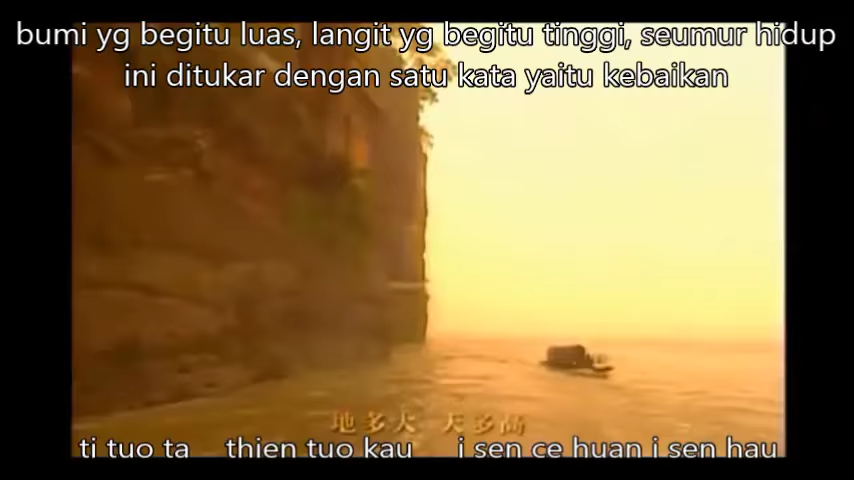 bumi yg begitu luas, langit yg begitu tinggi, seumur hidup
ini ditukar dengan satu kata yaitu kebaikan
地多大 天多高
ti tuo ta thien tuo kau i sen ce huan i sen hau